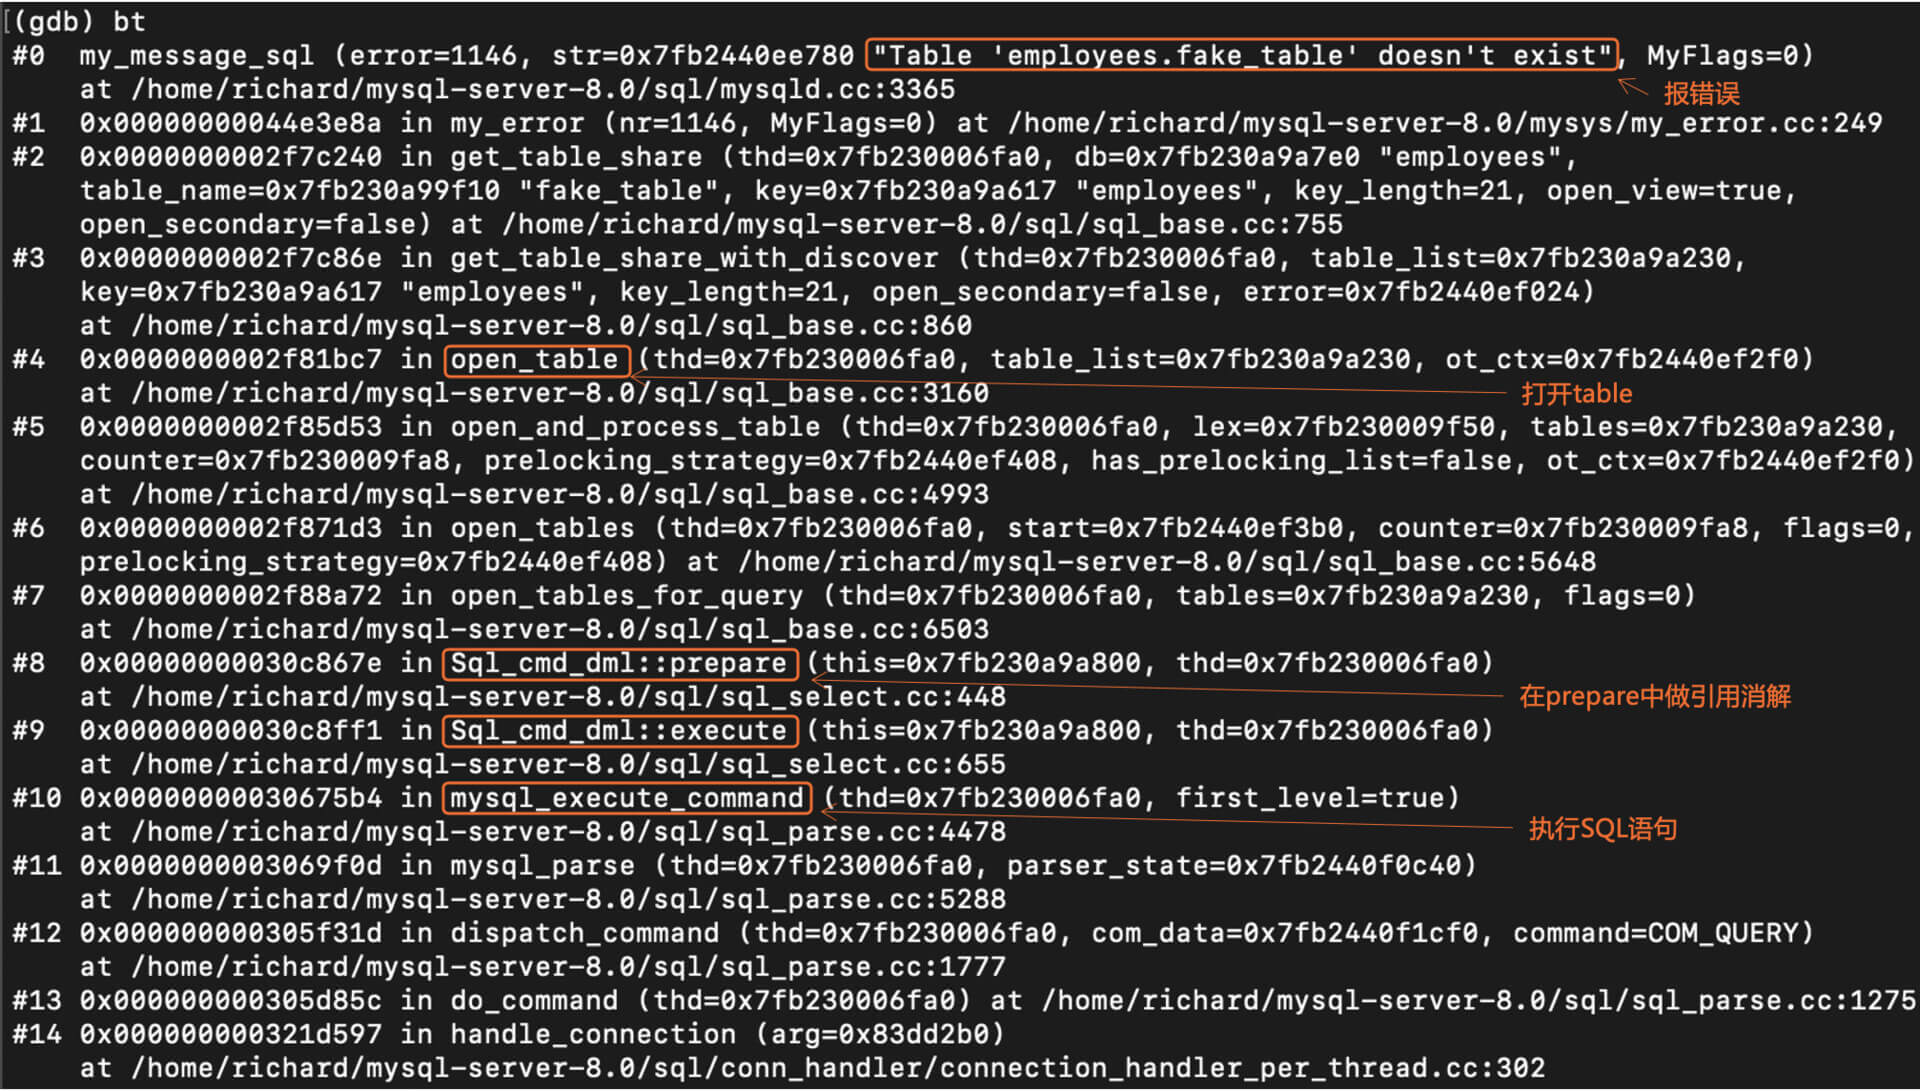 (gdb) bt
#0 my_message_sql (error=1146, str=0x7fb2440ee780 "Table 'employees.fake_table' doesn't exist", MyFlags=0)
at /home/richard/mysql-server-8.0/sql/mysqld.cc:3365
报错误
#1 0x00000000044e3e8a in my_error (nr=1146, MyFlags=0) at /home/richard/mysql-server-8.0/mysys/my_error.cc:249
#2 0x0000000002f7c240 in get_table_share (thd=0x7fb230006fa0, db=0x7fb230a9a7e0 "employees",
table_name=0x7fb230a99f10 "fake_table", key=0x7fb230a9a617 "employees", key_length=21, open_view=true,
open_secondary=false) at /home/richard/mysql-server-8.0/sql/sql_base.cc:755
#3 0x0000000002f7c86e in get_table_share_with_discover (thd=0x7fb230006fa0, table_list=0x7fb230a9a230,
key=0x7fb230a9a617 "employees", key_length=21, open_secondary=false, error=0x7fb2440ef024)
at /home/richard/mysql-server-8.0/sql/sql_base.cc:860
#4 0x0000000002f81bc7 in open_table (thd=0x7fb230006fa0, table_list=0x7fb230a9a230, ot_ctx=0x7fb2440ef2f0)
at /home/richard/mysql-server-8.0/sql/sql_base.cc:3160
打开table
#5 0x0000000002f85d53 in open_and_process_table (thd=0x7fb230006fa0, lex=0x7fb230009f50, tables=0x7fb230a9a230,
counter=0x7fb230009fa8, prelocking_strategy=0x7fb2440ef408, has_prelocking_list=false, ot_ctx=0x7fb2440ef2f0)
at /home/richard/mysql-server-8.0/sql/sql_base.cc:4993
#6 0x0000000002f871d3 in open_tables (thd=0x7fb230006fa0, start=0x7fb2440ef3b0, counter=0x7fb230009fa8, flags=0,
prelocking_strategy=0x7fb2440ef408) at /home/richard/mysql-server-8.0/sql/sql_base.cc:5648
#7 0x0000000002f88a72 in open_tables_for_query (thd=0x7fb230006fa0, tables=0x7fb230a9a230, flags=0)
at /home/richard/mysql-server-8.0/sql/sql_base.cc:6503
#8 0x00000000030c867e in Sql_cmd_dml::prepare (this=0x7fb230a9a800, thd=0x7fb230006fa0)
at /home/richard/mysql-server-8.0/sql/sql_select.cc:448
在prepare中做引用消解
#9 0x00000000030c8ff1 in Sql_cmd_dml::execute (this=0x7fb230a9a800, thd=0x7fb230006fa0)
at /home/richard/mysql-server-8.0/sql/sql_select.cc:655
#10 0x00000000030675b4 in mysql_execute_command (thd=0x7fb230006fa0, first_level=true)
at /home/richard/mysql-server-8.0/sql/sql_parse.cc:4478
执行SQL语句
#11 0x0000000003069f0d in mysql_parse (thd=0x7fb230006fa0, parser_state=0x7fb2440f0c40)
at /home/richard/mysql-server-8.0/sql/sql_parse.cc:5288
#12 0x000000000305f31d in dispatch_command (thd=0x7fb230006fa0, com_data=0x7fb2440f1cf0, command=COM_QUERY)
at /home/richard/mysql-server-8.0/sql/sql_parse.cc:1777
#13 0x000000000305d85c in do_command (thd=0x7fb230006fa0) at /home/richard/mysql-server-8.0/sql/sql_parse.cc:1275
#14 0x000000000321d597 in handle_connection (arg=0x83dd2b0)
at /home/richard/mysql-server-8.0/sql/conn_handler/connection_handler_per_thread.cc:302